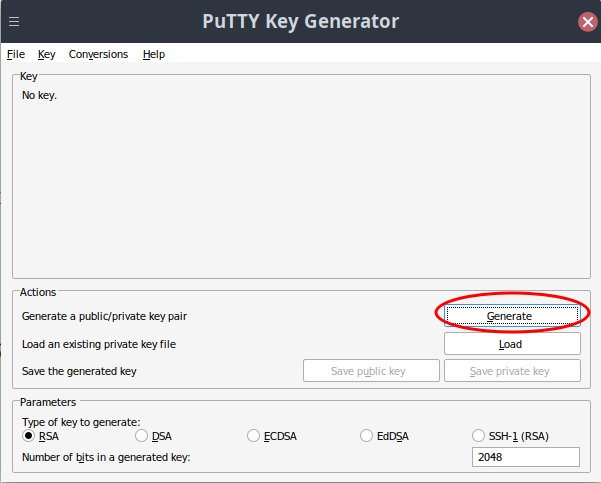 PuTTY Key Generator
File Key Conversions Help
Key
No key.
Actions
Generate a public/private key pair Generate
Load an existing private key file Load
Save the generated key Save public key Save private key
Parameters
Type of key to generate:
RSA DSA ECDSA EdDSA SSH-1 (RSA)
Number of bits in a generated key: 2048